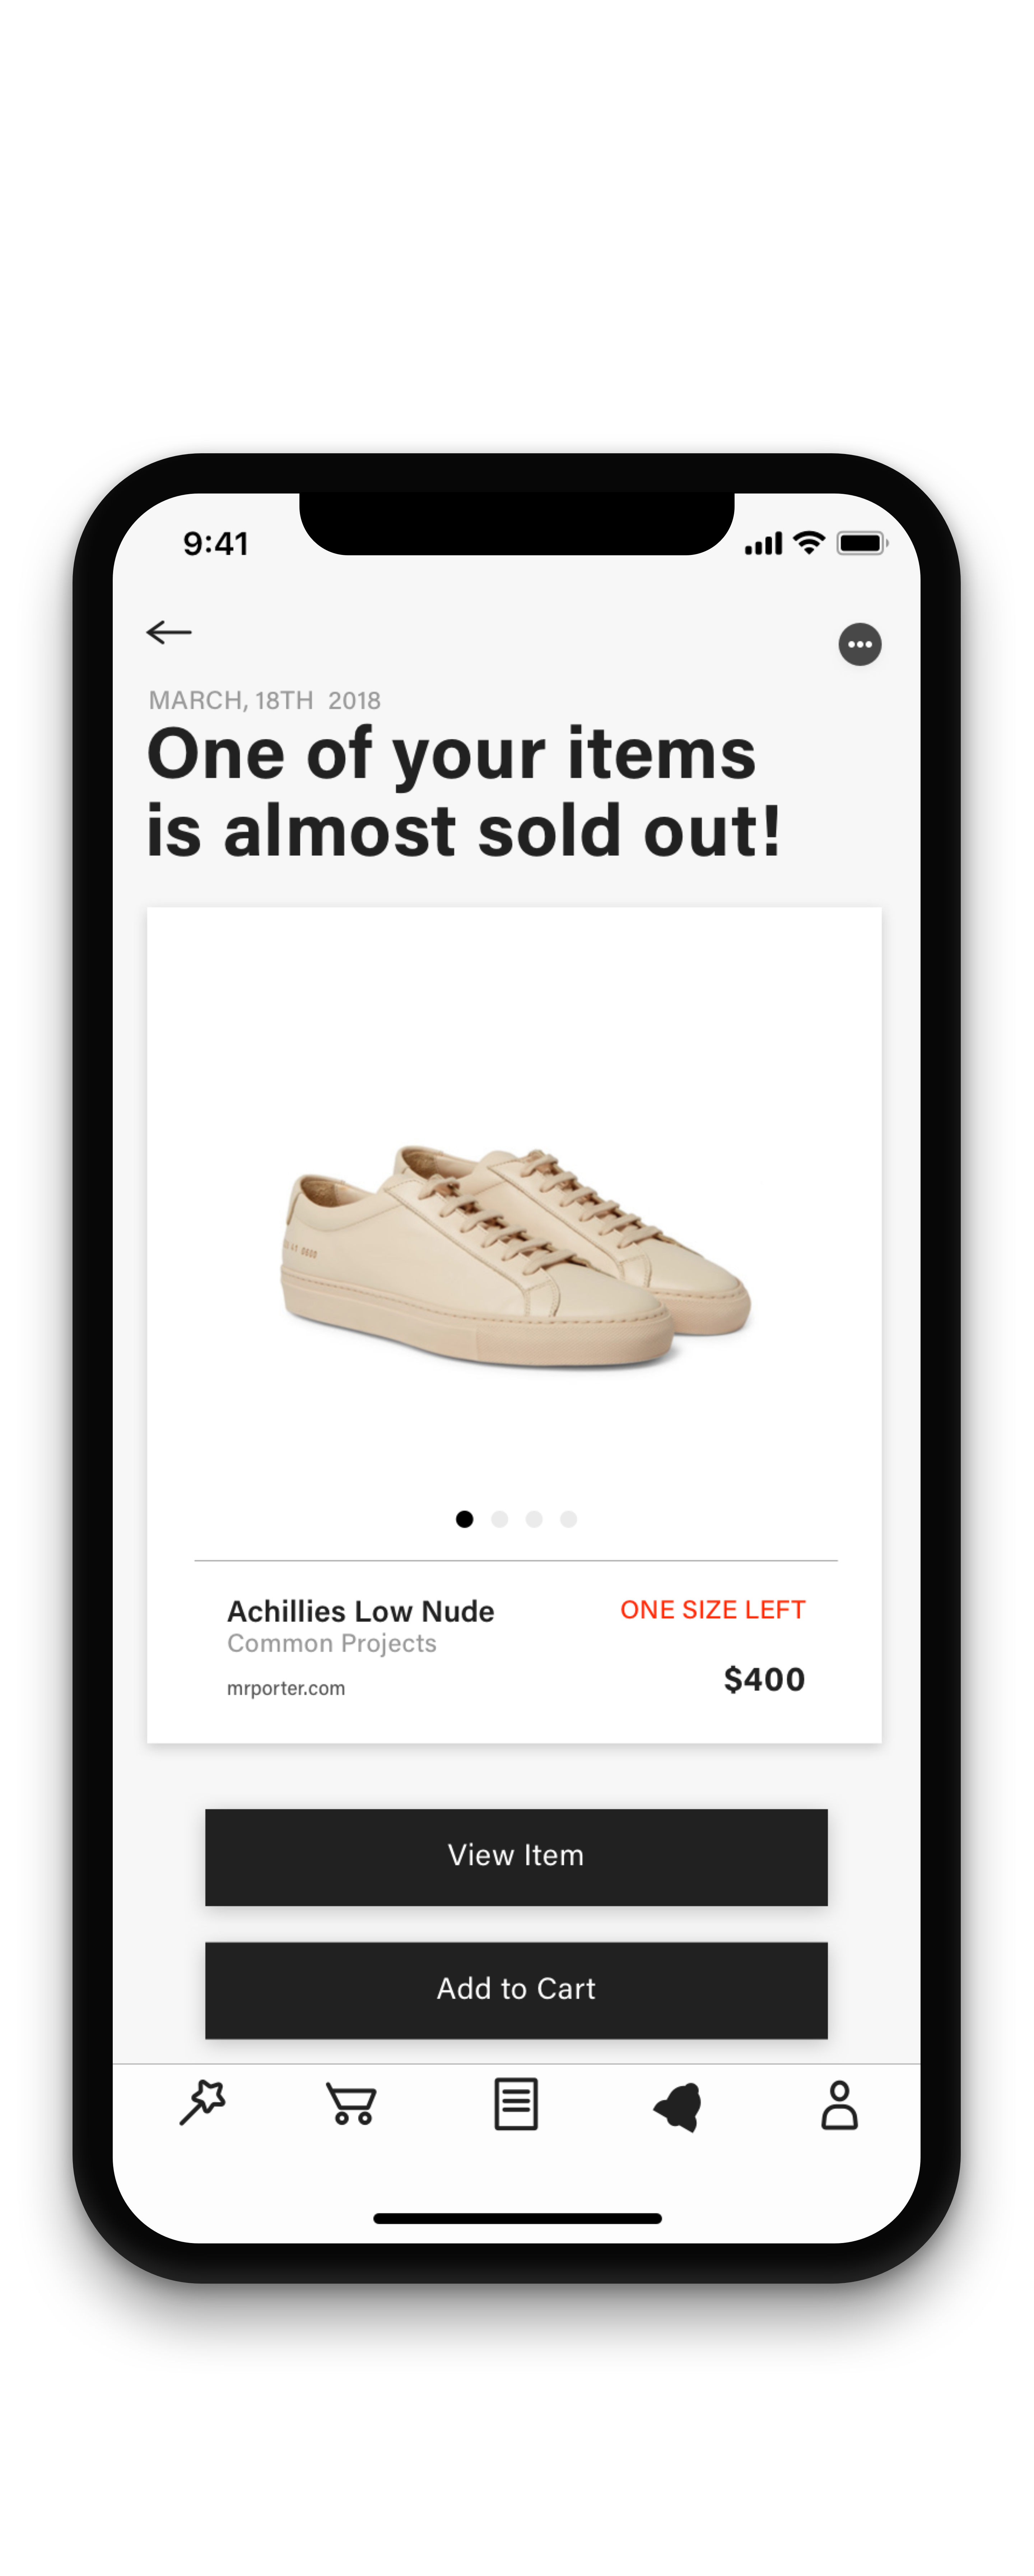 9:41
MARCH, 18TH 2018
One of your items
is almost sold out!
Achillies Low Nude
ONE SIZE LEFT
Common Projects
mrporter.com
$400
View Item
Add to Cart